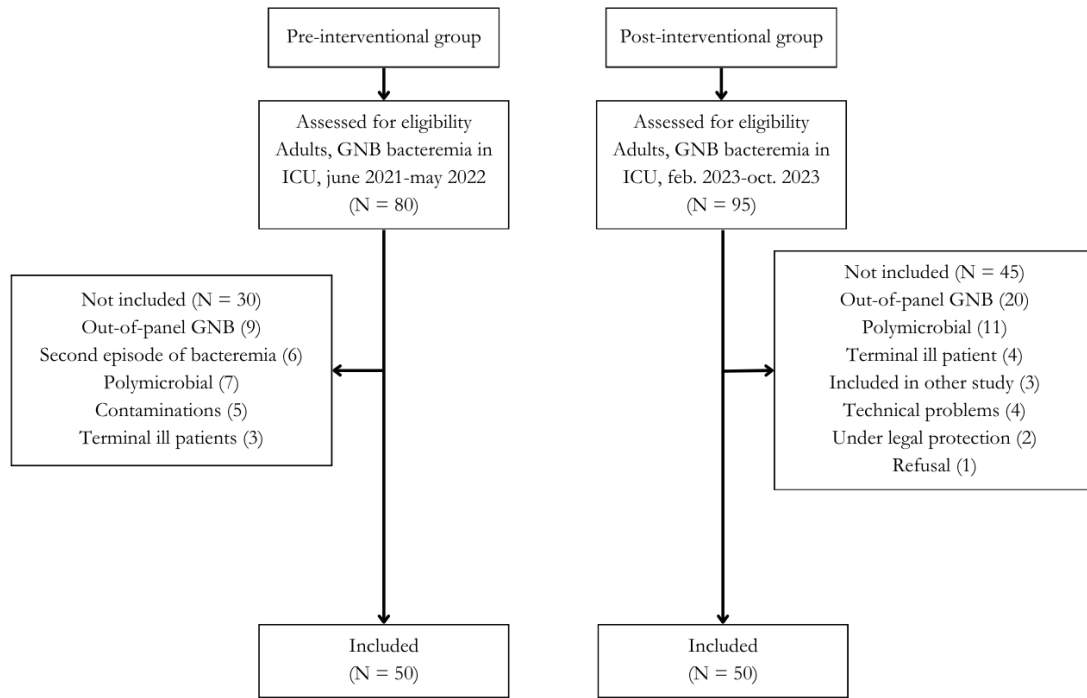 Pre-interventional group
Post-interventional group
Assessed for eligibility
Adults, GNB bacteremia in
ICU, june 2021-may 2022
(N = 80)
Assessed for eligibility
Adults, GNB bacteremia in
ICU, feb. 2023-oct. 2023
(N = 95)
Not included (N = 30)
Out-of-panel GNB (9)
Second episode of bacteremia (6)
Polymicrobial (7)
Contaminations (5)
Terminal ill patients (3)
Not included (N = 45)
Out-of-panel GNB (20)
Polymicrobial (11)
Terminal ill patient (4)
Included in other study (3)
Technical problems (4)
Under legal protection (2)
Refusal (1)
Included
(N = 50)
Included
(N = 50)